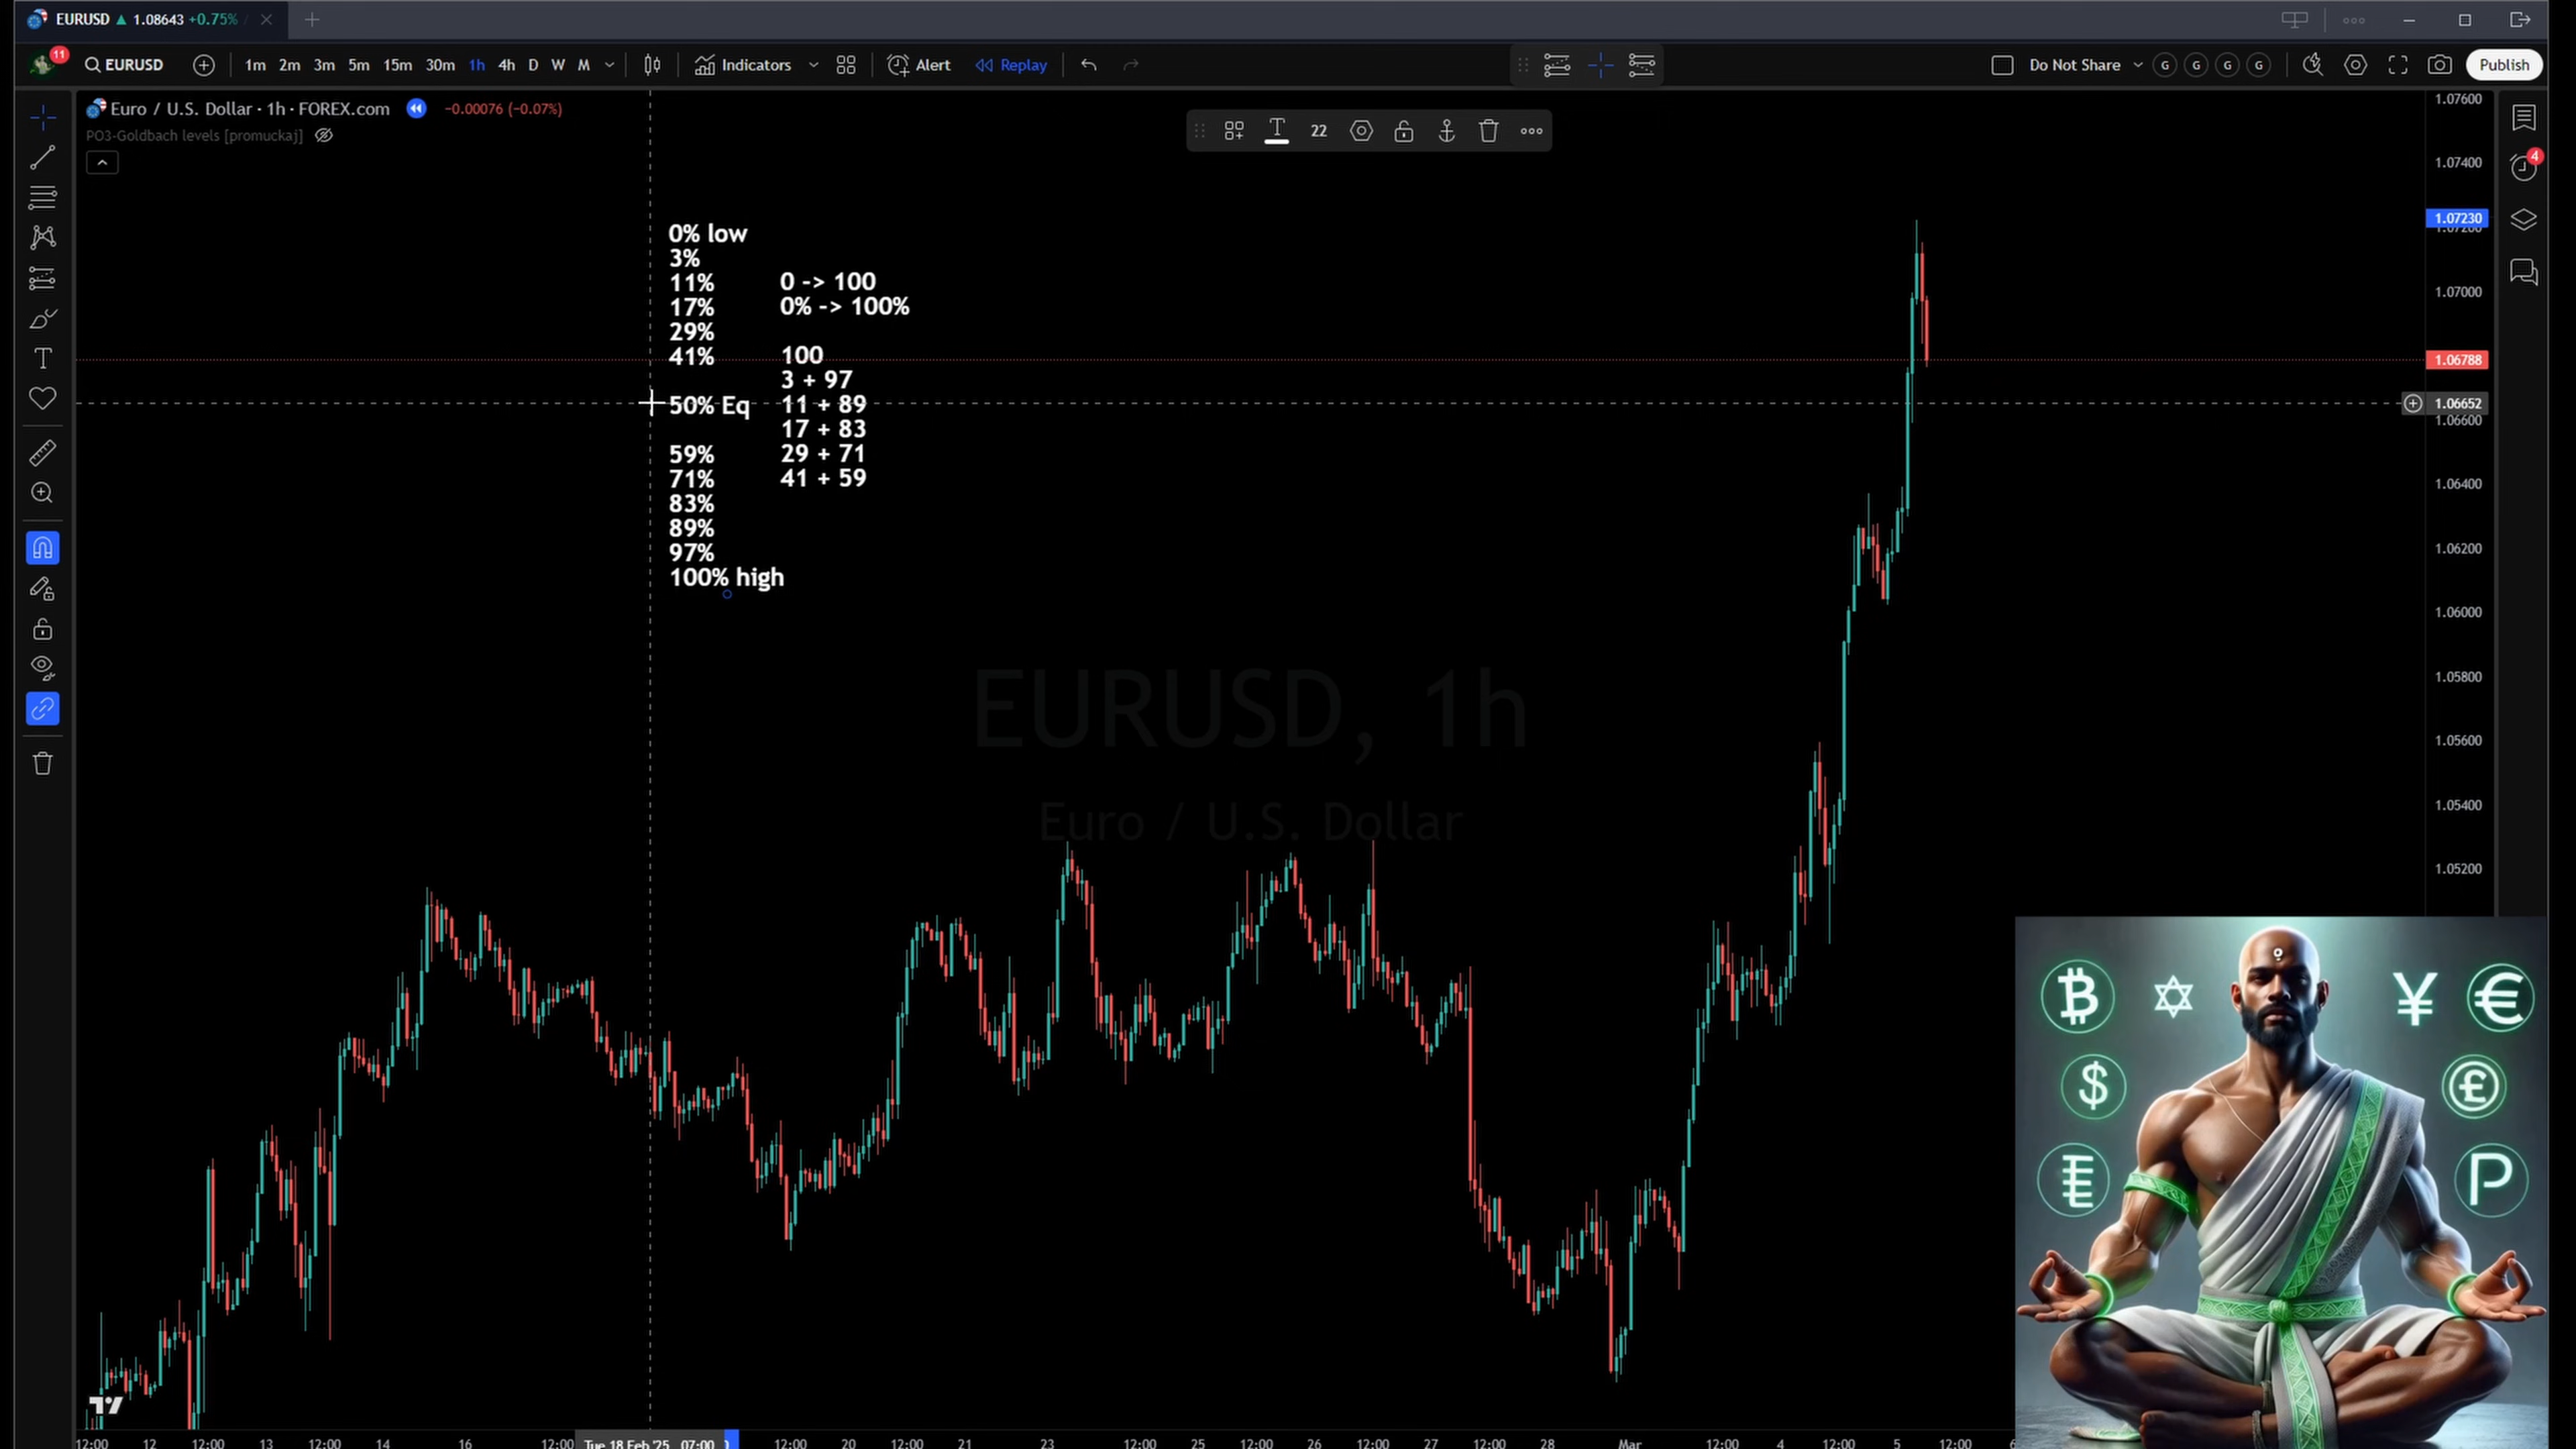 EURUSD ▲ 1.08643 +0.75% /
11
EURUSD 1m 2m 3m 5m 15m 30m 1h 4h D W M Indicators Alert Replay Do Not Share G G G G Publish
Euro / U.S. Dollar · 1h · FOREX.com −0.00076 (−0.07%)
PO3-Goldbach levels [promuckaj]
22
4
0% low
3%
11%
17%
29%
41%
50% Eq
59%
71%
83%
89%
97%
100% high
0 -> 100
0% -> 100%
100
3 + 97
11 + 89
17 + 83
29 + 71
41 + 59
EURUSD, 1h
Euro / U.S. Dollar
1.07600
1.07400
1.07230
1.07200
1.07000
1.06788
1.06652
1.06600
1.06400
1.06200
1.06000
1.05800
1.05600
1.05400
1.05200
₿ ¥ €
$ £
P
12:00 12 12:00 13 12:00 14 16 12:00 Tue 18 Feb '25 07:00 12:00 20 12:00 21 23 12:00 25 12:00 26 12:00 27 12:00 28 Mar 12:00 4 12:00 5 12:00